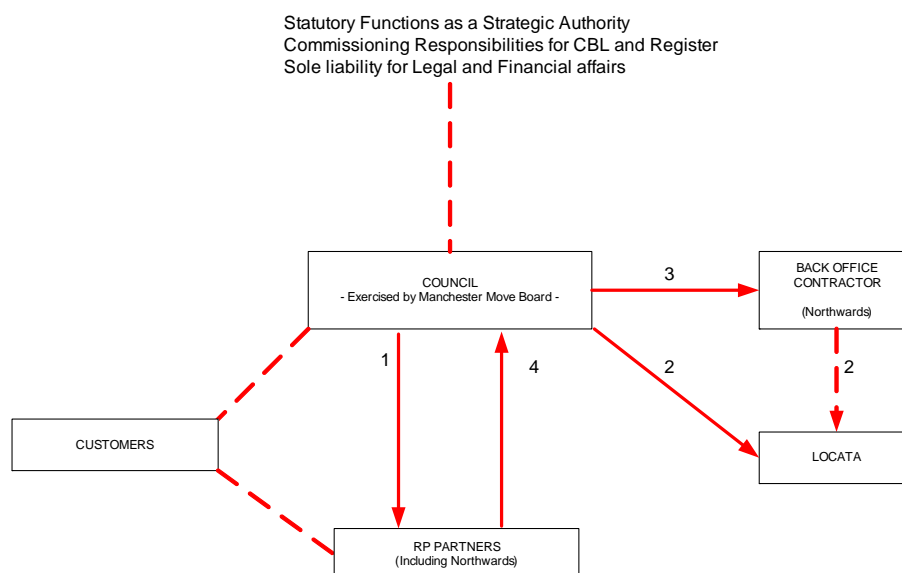 Statutory Functions as a Strategic Authority
Commissioning Responsibilities for CBL and Register
Sole liability for Legal and Financial affairs
COUNCIL
- Exercised by Manchester Move Board -
3
BACK OFFICE
CONTRACTOR
(Northwards)
1
4
2
2
CUSTOMERS
LOCATA
RP PARTNERS
(Including Northwards)